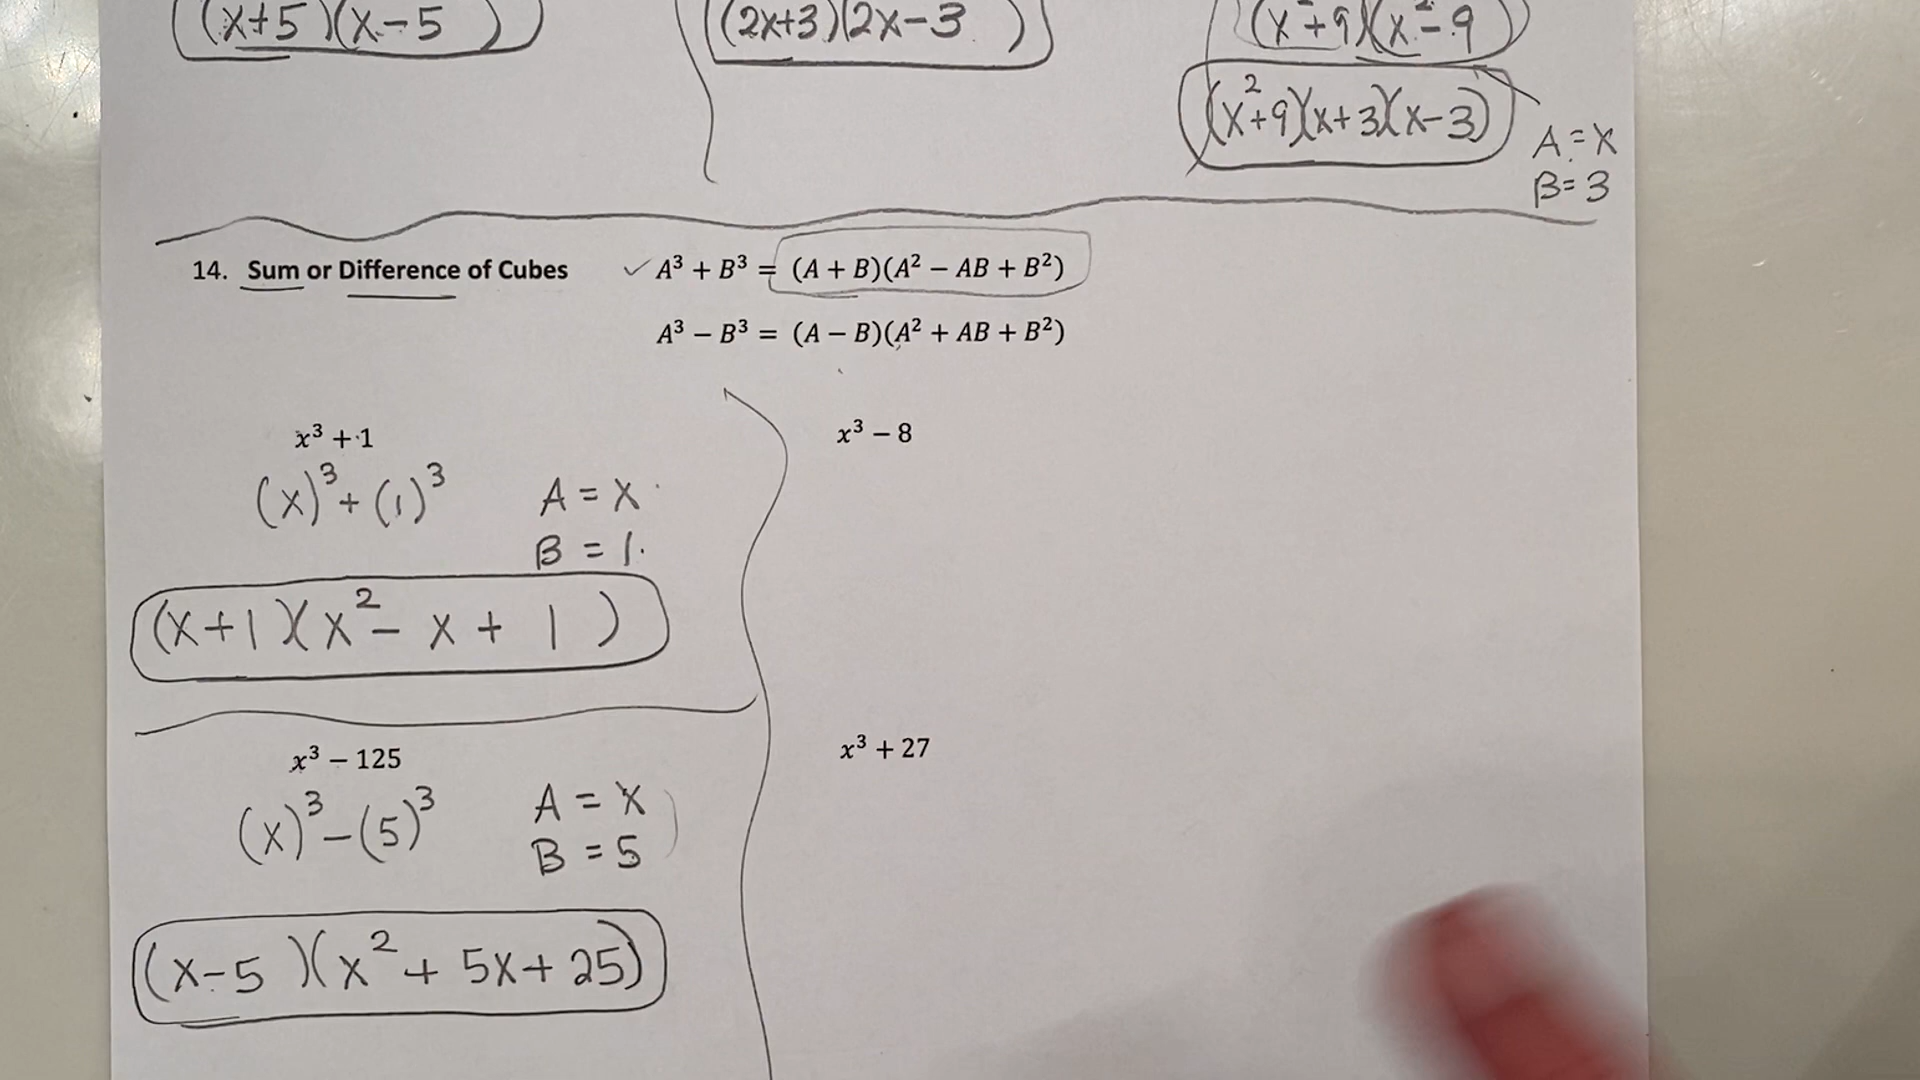 (x+5)(x-5) (2x+3)(2x-3) (x²+9)(x²-9)
(x²+9)(x+3)(x-3)
A = x
B = 3
14. Sum or Difference of Cubes ✓ A³ + B³ = (A + B)(A² − AB + B²)
A³ − B³ = (A − B)(A² + AB + B²)
x³ + 1
(x)³ + (1)³ A = x
B = 1
(x+1)(x² - x + 1)
x³ − 8
x³ − 125
(x)³ - (5)³ A = x
B = 5
(x-5)(x² + 5x + 25)
x³ + 27